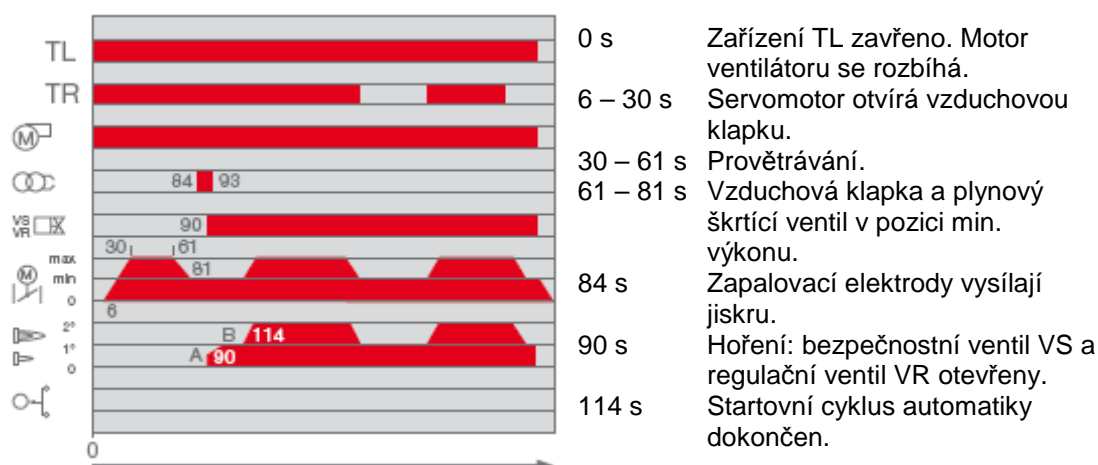 TL
TR
M
84 93
VS
VR
90
30 61
max
M min
81
0
6
2°
B 114
1°
A 90
0
0
0 s Zařízení TL zavřeno. Motor
ventilátoru se rozbíhá.
6 – 30 s Servomotor otvírá vzduchovou
klapku.
30 – 61 s Provětrávání.
61 – 81 s Vzduchová klapka a plynový
škrtící ventil v pozici min.
výkonu.
84 s Zapalovací elektrody vysílají
jiskru.
90 s Hoření: bezpečnostní ventil VS a
regulační ventil VR otevřeny.
114 s Startovní cyklus automatiky
dokončen.